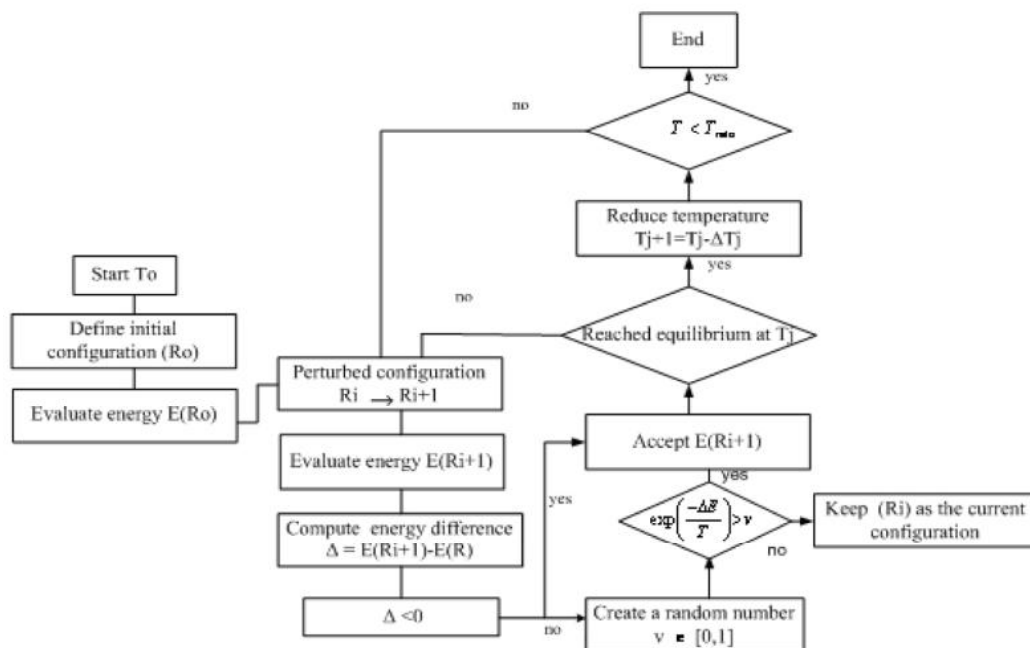 End
yes
no
T < Tmin
Reduce temperature
Tj+1=Tj-ΔTj
yes
no
Start To
Define initial
configuration (Ro)
Reached equilibrium at Tj
Evaluate energy E(Ro)
Perturbed configuration
Ri → Ri+1
Accept E(Ri+1)
Evaluate energy E(Ri+1)
yes
yes
exp(-ΔE/T)>v
Keep (Ri) as the current
configuration
no
Compute energy difference
Δ = E(Ri+1)-E(R)
Δ <0
no
Create a random number
v ∈ [0,1]